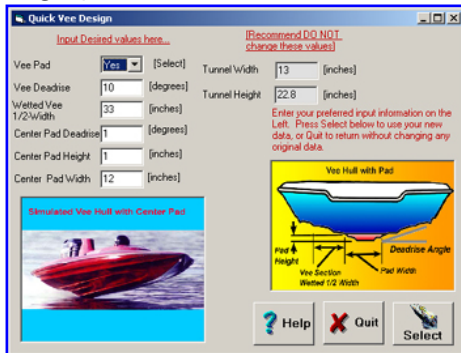 Quick Vee Design
Input Desired values here...
[Recommend DO NOT
change these values]
Vee Pad Yes [Select]
Vee Deadrise 10 [degrees]
Wetted Vee
1/2-Width 33 [inches]
Center Pad Deadrise 1 [degrees]
Center Pad Height 1 [inches]
Center Pad Width 12 [inches]
Tunnel Width 13 [inches]
Tunnel Height 22.8 [inches]
Enter your preferred input information on the
Left. Press Select below to use your new
data, or Quit to return without changing any
original data.
Simulated Vee Hull with Center Pad
Vee Hull with Pad
Pad
Height
Deadrise Angle
Vee Section
Wetted 1/2 Width
Pad Width
? Help
X Quit
Select